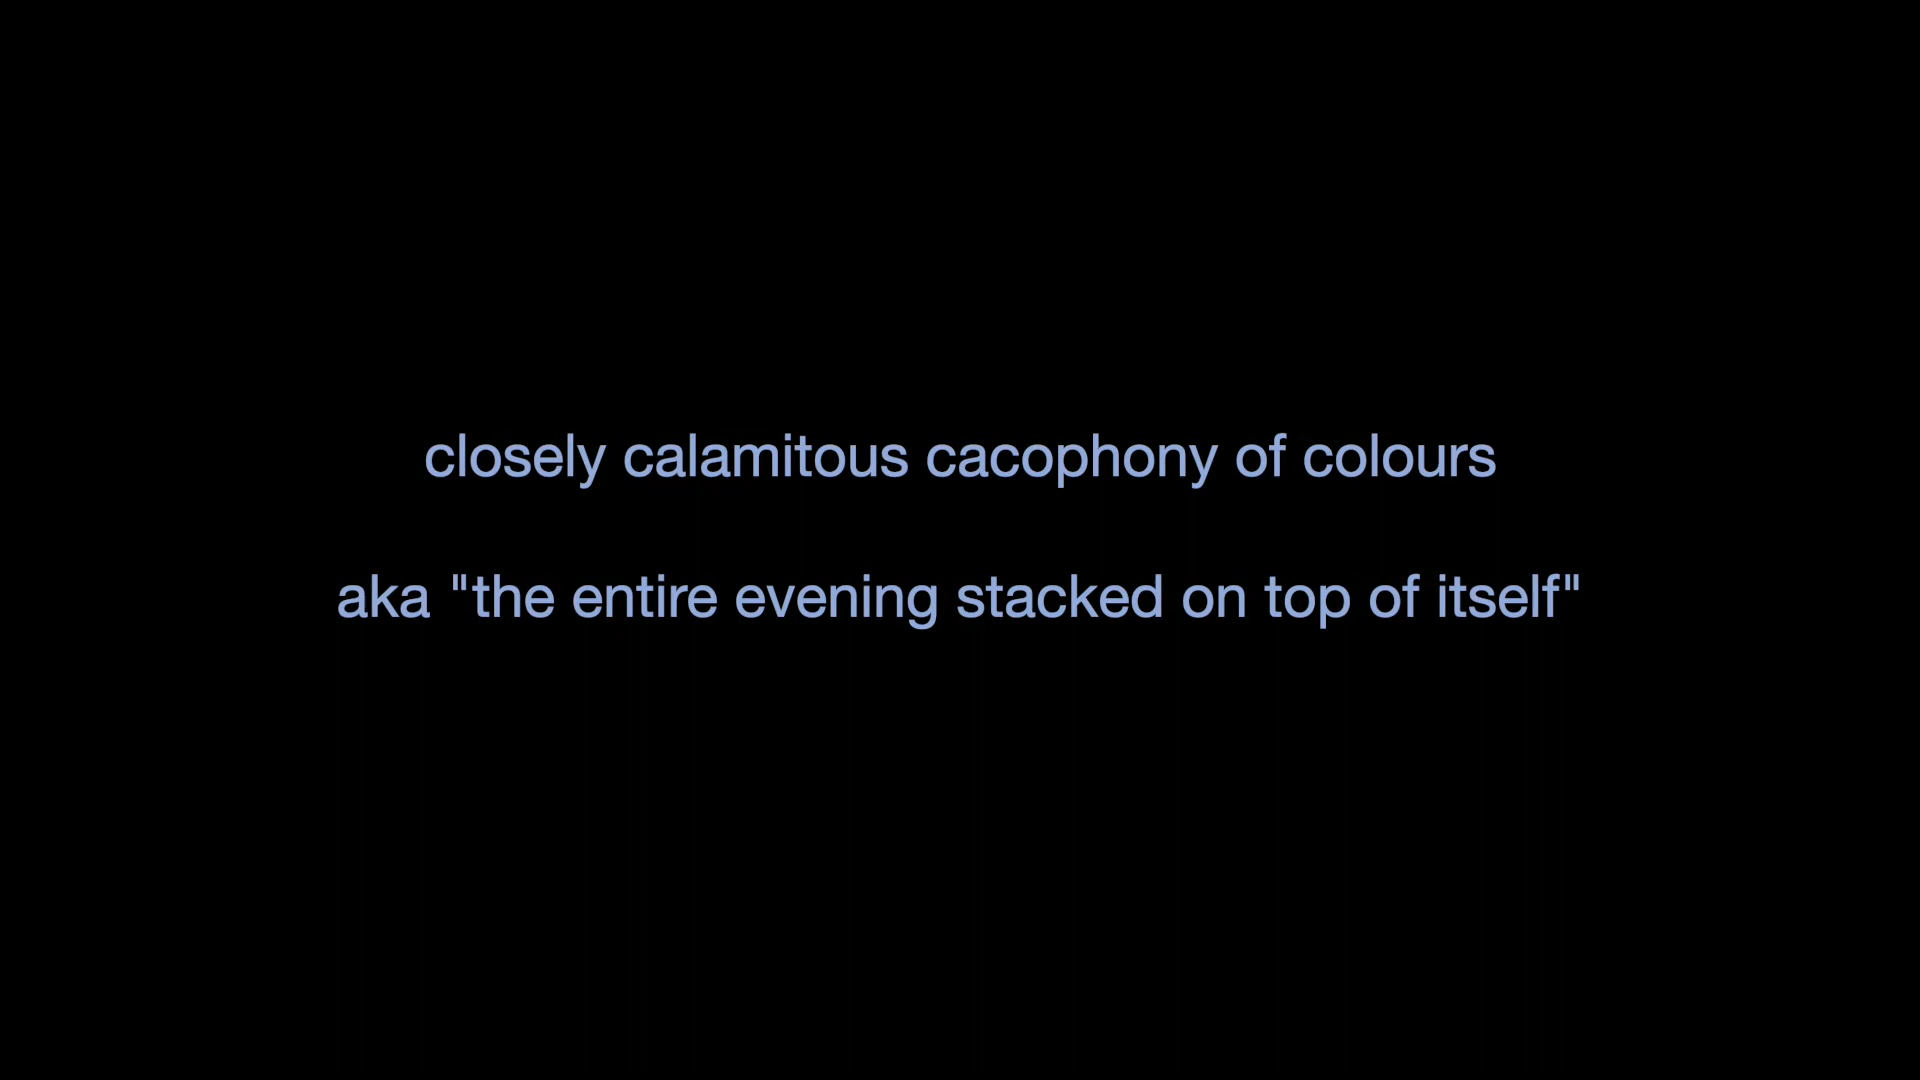 closely calamitous cacophony of colours
aka "the entire evening stacked on top of itself"